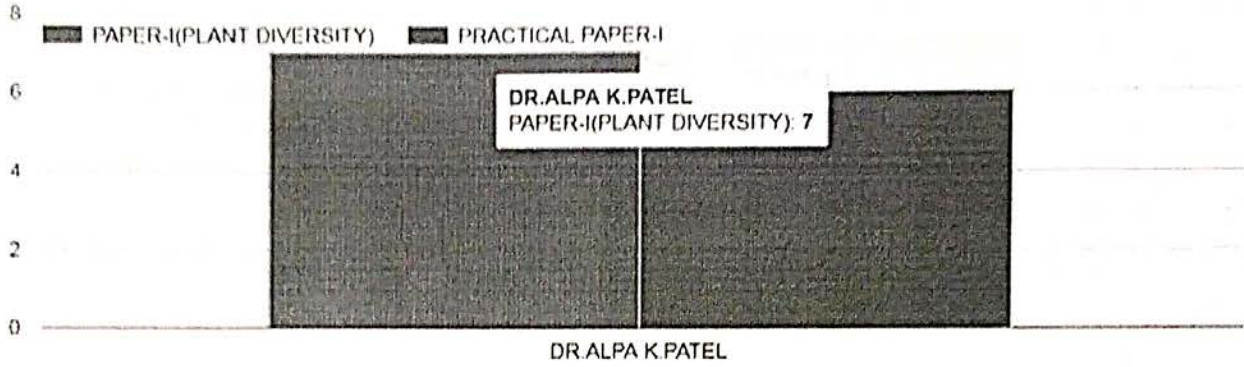 8
PAPER-I(PLANT DIVERSITY) PRACTICAL PAPER-I
6
DR.ALPA K.PATEL
PAPER-I(PLANT DIVERSITY): 7
4
2
0
DR.ALPA K.PATEL